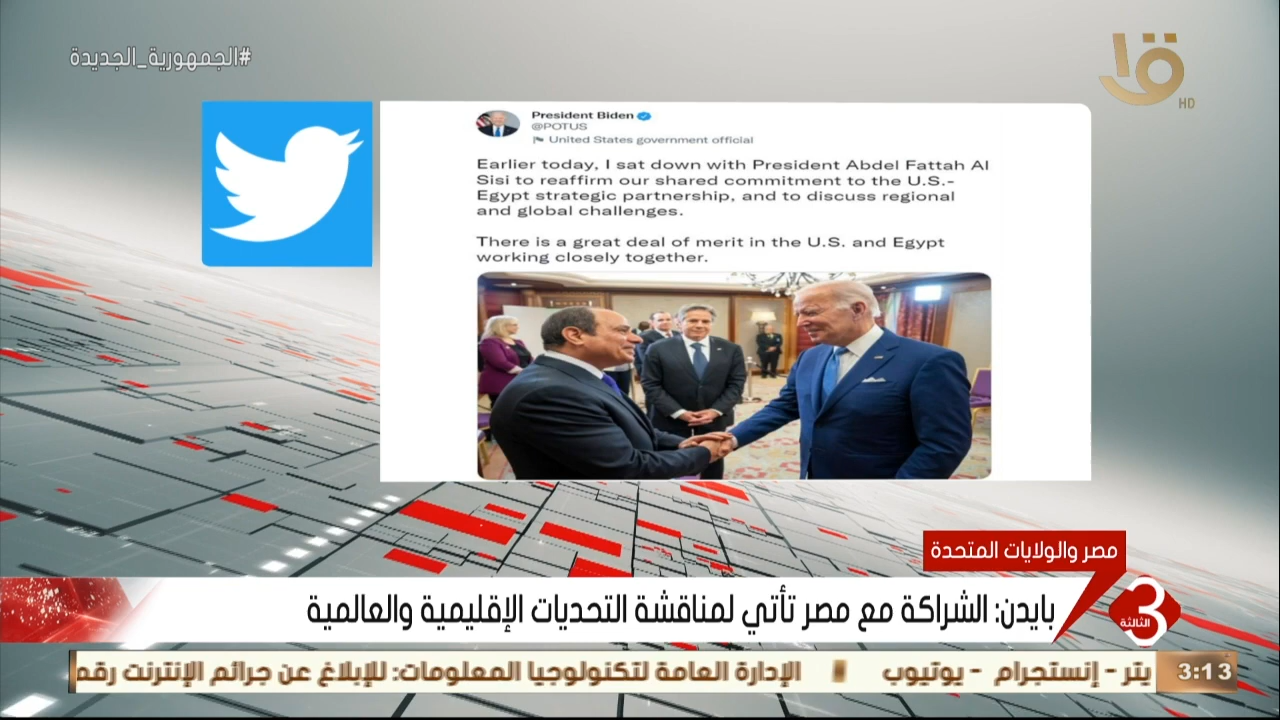 #الجمهورية_الجديدة
HD
President Biden
@POTUS
United States government official
Earlier today, I sat down with President Abdel Fattah Al
Sisi to reaffirm our shared commitment to the U.S.-
Egypt strategic partnership, and to discuss regional
and global challenges.
There is a great deal of merit in the U.S. and Egypt
working closely together.
مصر والولايات المتحدة
3
الثالثة
بايدن: الشراكة مع مصر تأتي لمناقشة التحديات الإقليمية والعالمية
3:13
يتر - إنستجرام - يوتيوب الإدارة العامة لتكنولوجيا المعلومات: للإبلاغ عن جرائم الإنترنت رقم